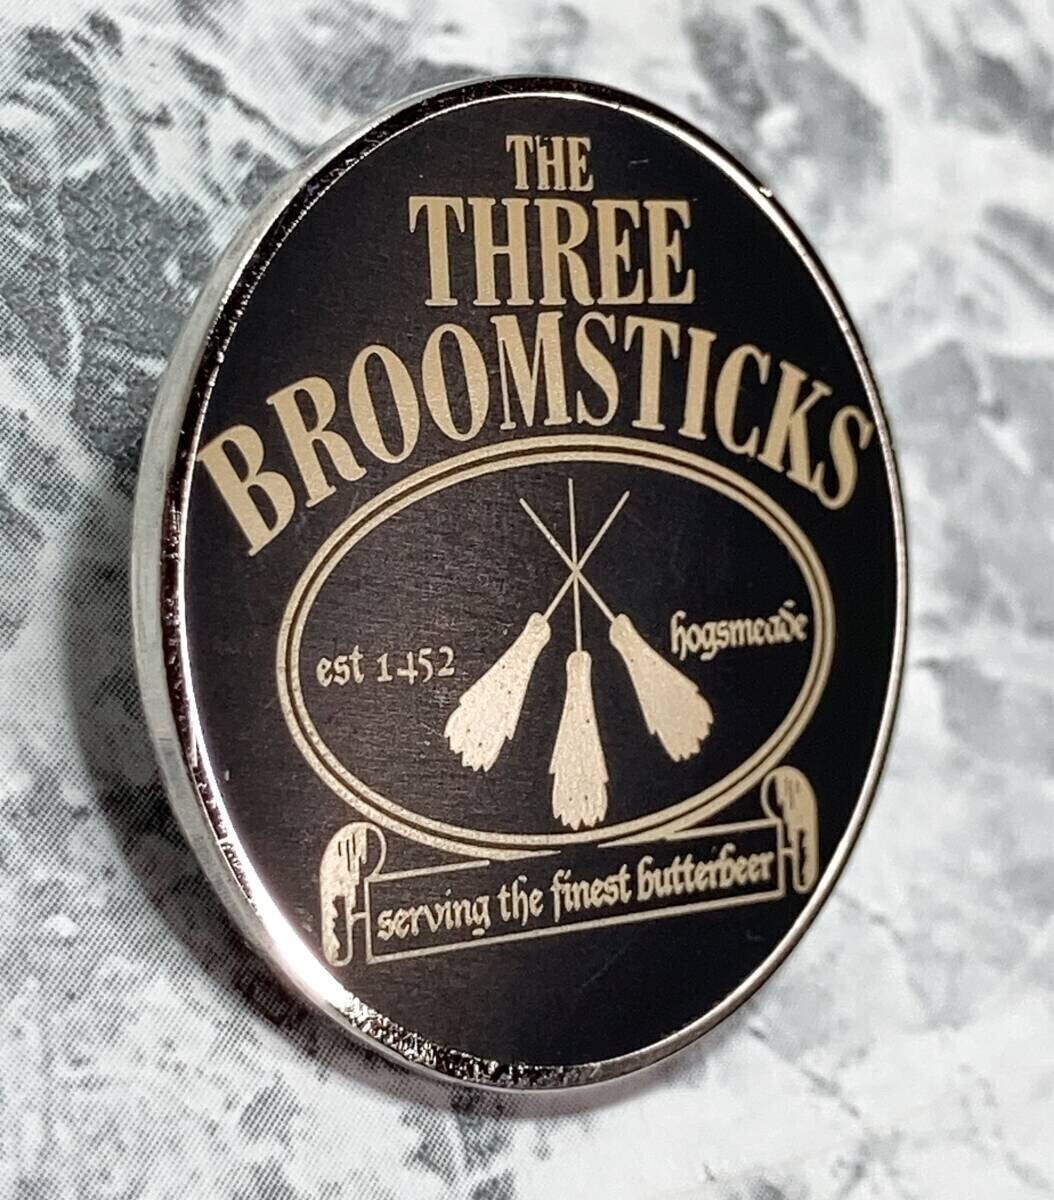 THE
THREE
BROOMSTICKS
est 1452
hogsmeade
serving the finest butterbeer